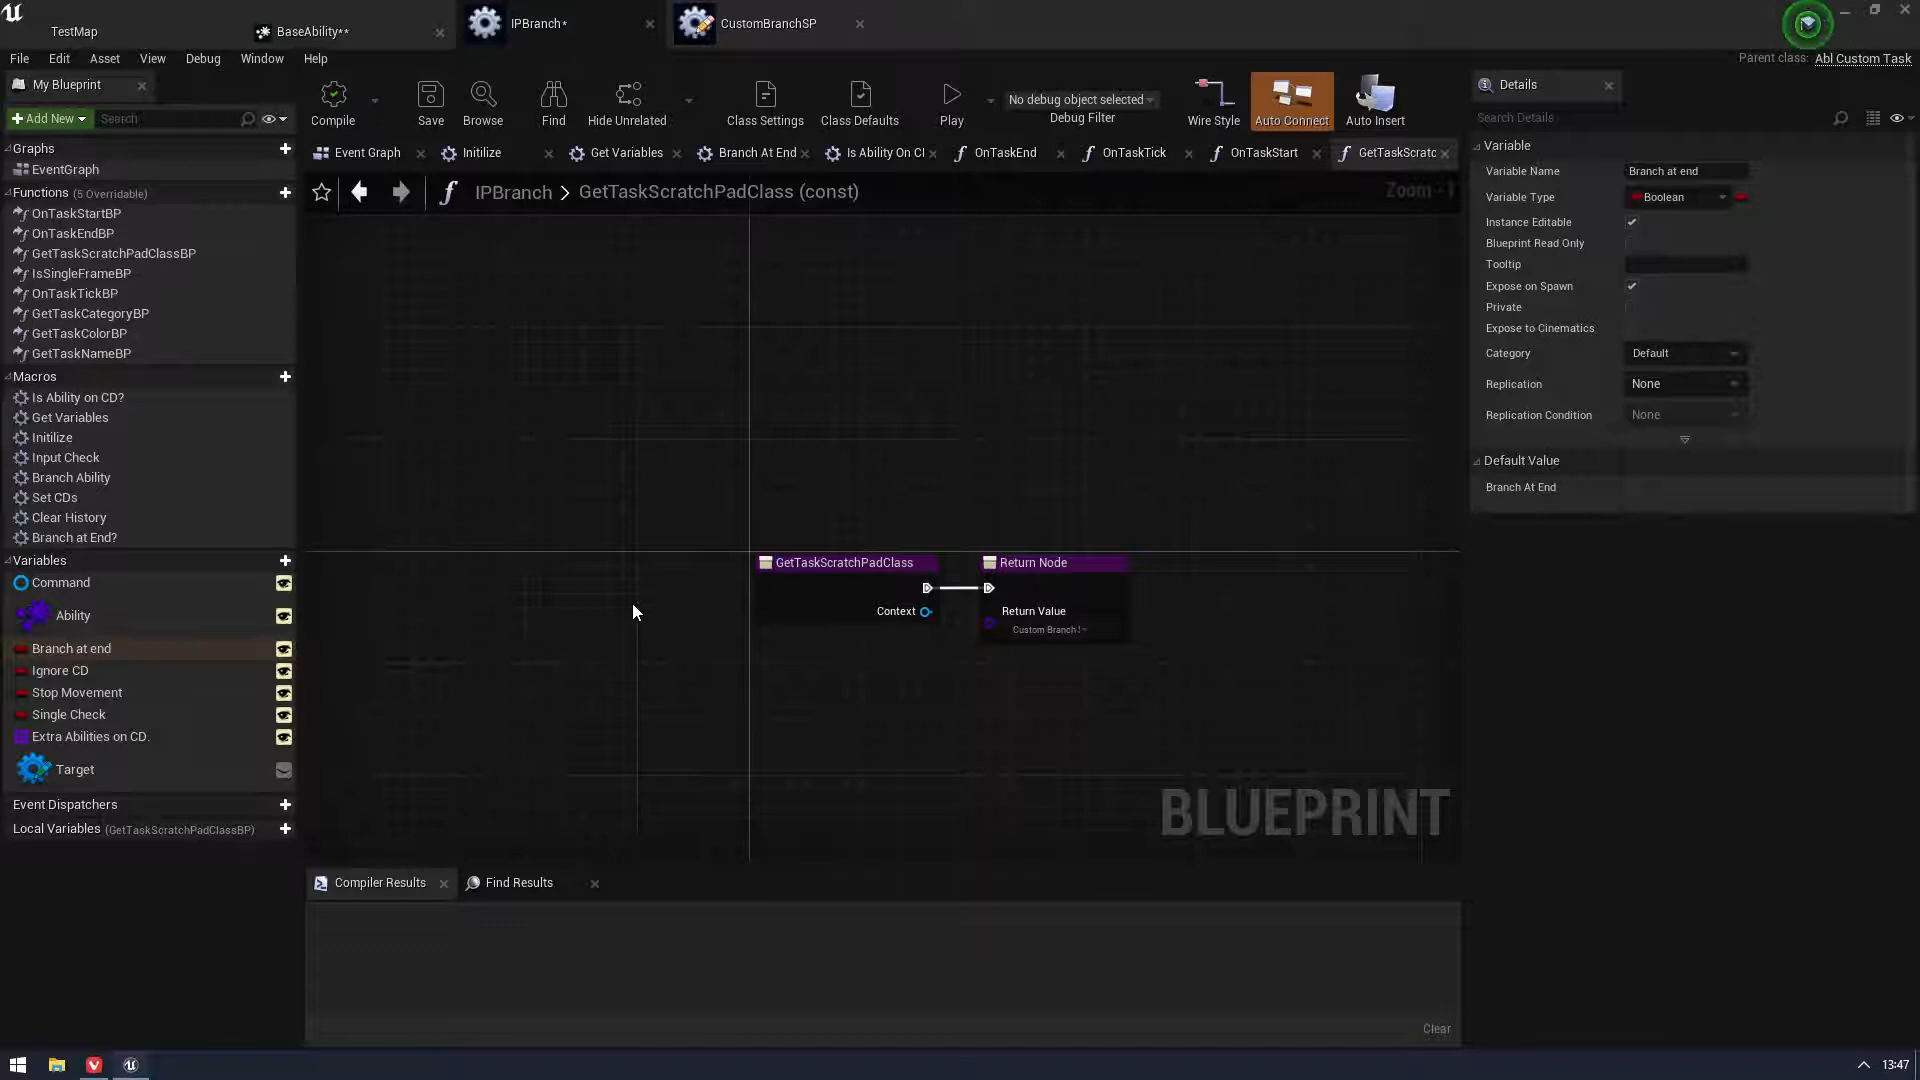 TestMap
BaseAbility**
IPBranch*
CustomBranchSP
File Edit Asset View Debug Window Help
Parent class: Abl Custom Task
My Blueprint
Add New
Search
Compile
Save
Browse
Find
Hide Unrelated
Class Settings
Class Defaults
Play
No debug object selected
Debug Filter
Wire Style
Auto Connect
Auto Insert
Details
Search Details
Event Graph
Initilize
Get Variables
Branch At End
Is Ability On CI
OnTaskEnd
OnTaskTick
OnTaskStart
GetTaskScratc
IPBranch > GetTaskScratchPadClass (const)
Zoom -1
Graphs
EventGraph
Functions (5 Overridable)
OnTaskStartBP
OnTaskEndBP
GetTaskScratchPadClassBP
IsSingleFrameBP
OnTaskTickBP
GetTaskCategoryBP
GetTaskColorBP
GetTaskNameBP
Macros
Is Ability on CD?
Get Variables
Initilize
Input Check
Branch Ability
Set CDs
Clear History
Branch at End?
Variables
Command
Ability
Branch at end
Ignore CD
Stop Movement
Single Check
Extra Abilities on CD.
Target
Event Dispatchers
Local Variables (GetTaskScratchPadClassBP)
GetTaskScratchPadClass
Context
Return Node
Return Value
Custom Branch
BLUEPRINT
Compiler Results
Find Results
Clear
Variable
Variable Name Branch at end
Variable Type Boolean
Instance Editable
Blueprint Read Only
Tooltip
Expose on Spawn
Private
Expose to Cinematics
Category Default
Replication None
Replication Condition None
Default Value
Branch At End
13:47